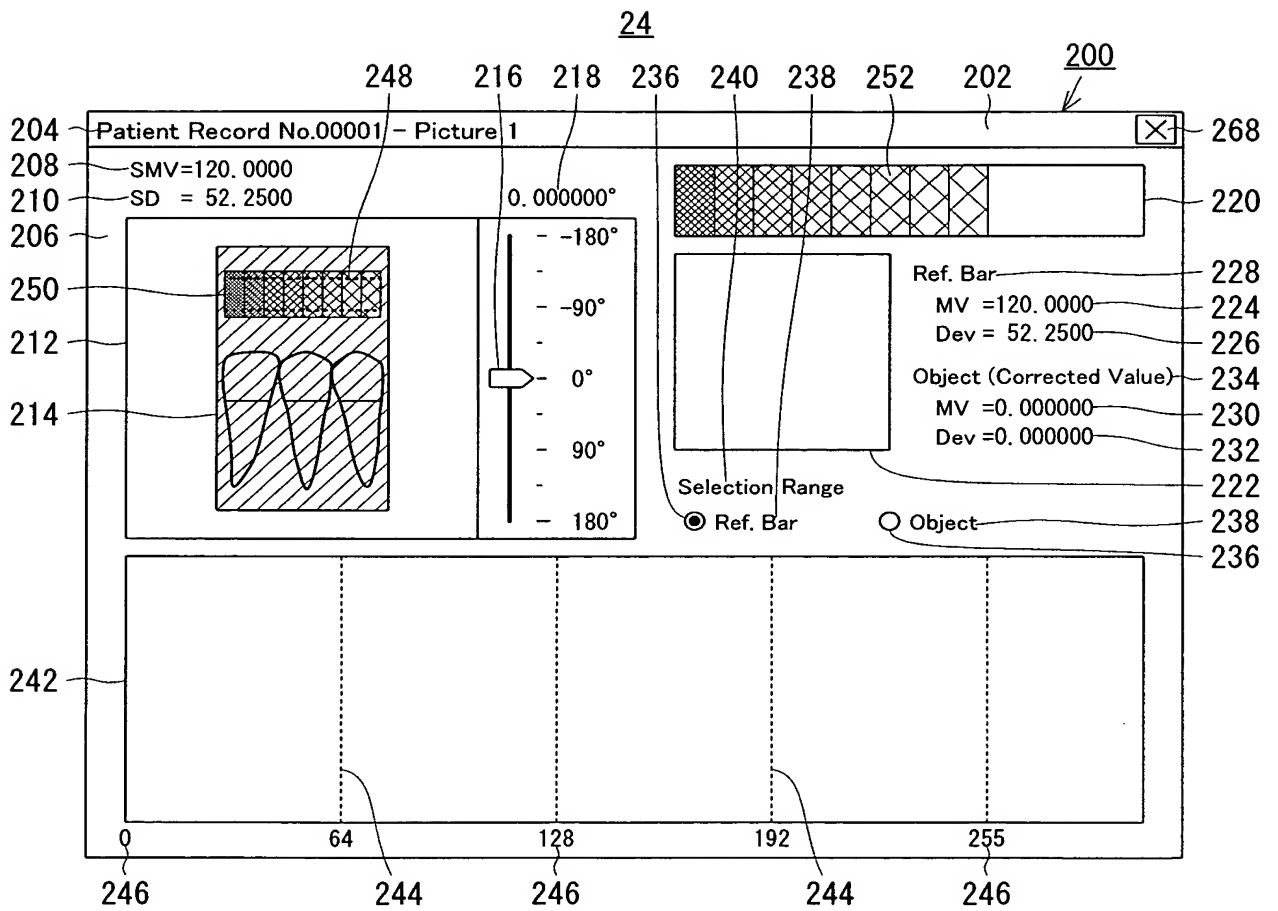 24
248 216 218 236 240 238 252 202 200
204 Patient Record No.00001 - Picture 1 268
208 SMV=120.0000
210 SD = 52.2500 0.000000° 220
206 -180°
250 -90° Ref. Bar 228
MV =120.0000 224
212 Dev = 52.2500 226
216 0° Object (Corrected Value) 234
214 MV =0.000000 230
90° Dev =0.000000 232
Selection Range 222
180° Ref. Bar Object 238
236
242
0 64 128 192 255
246 244 246 244 246